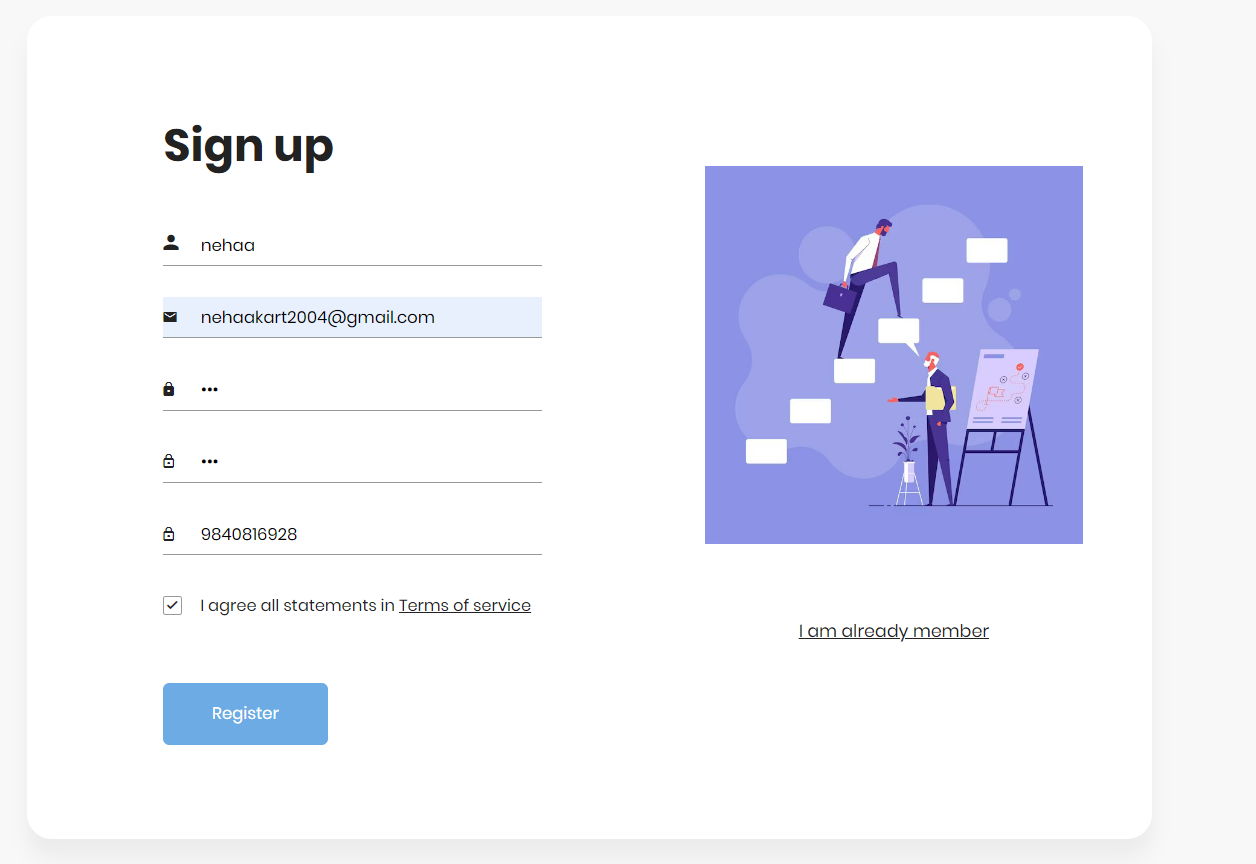 Sign up
nehaa
nehaakart2004@gmail.com
•••
•••
9840816928
I agree all statements in Terms of service
Register
I am already member